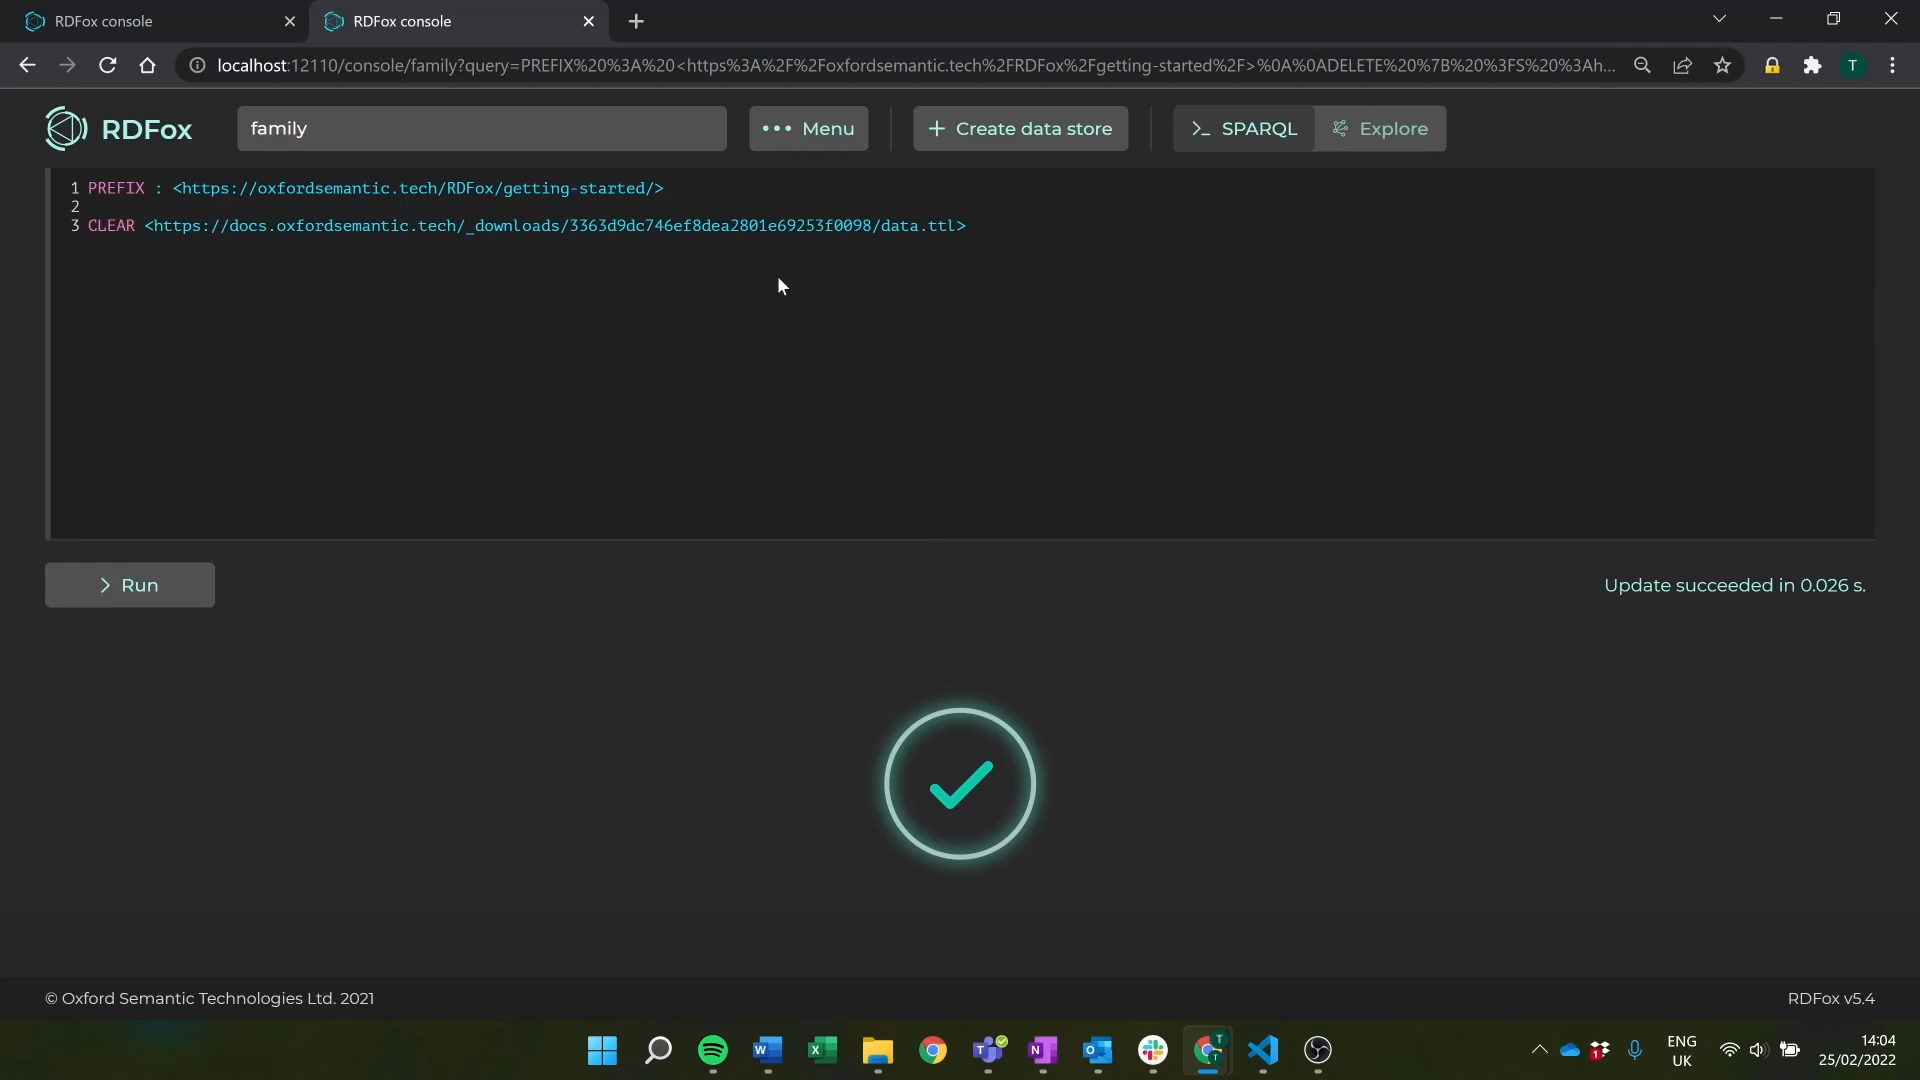 RDFox console
RDFox console
localhost:12110/console/family?query=PREFIX%20%3A%20<https%3A%2F%2Foxfordsemantic.tech%2FRDFox%2Fgetting-started%2F>%0A%0ADELETE%20%7B%20%3FS%20%3Ah...
T
RDFox
family
Menu
Create data store
SPARQL
Explore
1 PREFIX : <https://oxfordsemantic.tech/RDFox/getting-started/>
2
3 CLEAR <https://docs.oxfordsemantic.tech/_downloads/3363d9dc746ef8dea2801e69253f0098/data.ttl>
Run
Update succeeded in 0.026 s.
© Oxford Semantic Technologies Ltd. 2021
RDFox v5.4
ENG
UK
14:04
25/02/2022